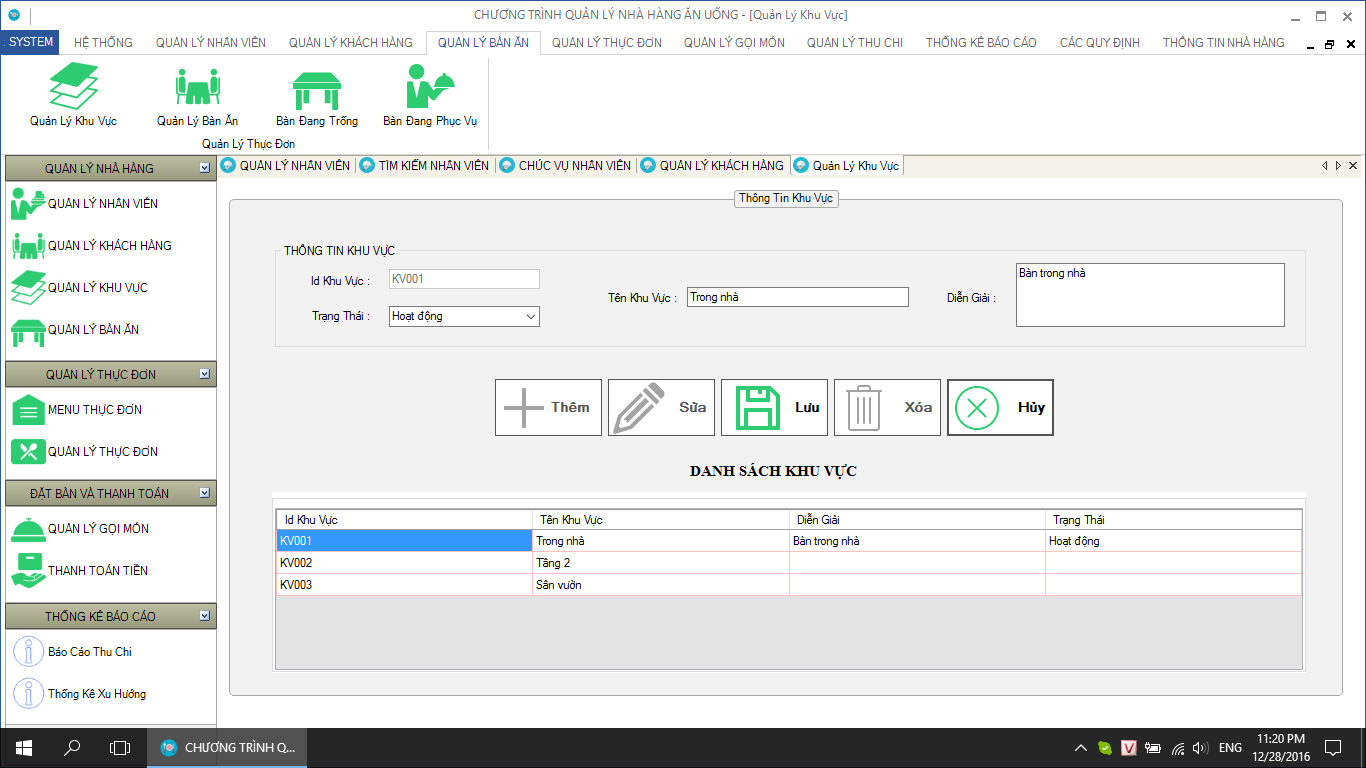 CHƯƠNG TRÌNH QUẢN LÝ NHÀ HÀNG ĂN UỐNG - [Quản Lý Khu Vực]
SYSTEM HỆ THỐNG QUẢN LÝ NHÂN VIÊN QUẢN LÝ KHÁCH HÀNG QUẢN LÝ BÀN ĂN QUẢN LÝ THỰC ĐƠN QUẢN LÝ GỌI MÓN QUẢN LÝ THU CHI THỐNG KÊ BÁO CÁO CÁC QUY ĐỊNH THÔNG TIN NHÀ HÀNG
Quản Lý Khu Vực Quản Lý Bàn Ăn Bàn Đang Trống Bàn Đang Phục Vụ
Quản Lý Thực Đơn
QUẢN LÝ NHÀ HÀNG
QUẢN LÝ NHÂN VIÊN
QUẢN LÝ KHÁCH HÀNG
QUẢN LÝ KHU VỰC
QUẢN LÝ BÀN ĂN
QUẢN LÝ THỰC ĐƠN
MENU THỰC ĐƠN
QUẢN LÝ THỰC ĐƠN
ĐẶT BÀN VÀ THANH TOÁN
QUẢN LÝ GỌI MÓN
THANH TOÁN TIỀN
THỐNG KÊ BÁO CÁO
Báo Cáo Thu Chi
Thống Kê Xu Hướng
QUẢN LÝ NHÂN VIÊN TÌM KIẾM NHÂN VIÊN CHỨC VỤ NHÂN VIÊN QUẢN LÝ KHÁCH HÀNG Quản Lý Khu Vực
Thông Tin Khu Vực
THÔNG TIN KHU VỰC
Id Khu Vực : KV001
Trạng Thái : Hoạt động
Tên Khu Vực : Trong nhà
Diễn Giải : Bàn trong nhà
Thêm Sửa Lưu Xóa Hủy
DANH SÁCH KHU VỰC
Id Khu Vực Tên Khu Vực Diễn Giải Trạng Thái
KV001 Trong nhà Bàn trong nhà Hoạt động
KV002 Tầng 2
KV003 Sân vườn
CHƯƠNG TRÌNH Q... ENG 11:20 PM
12/28/2016